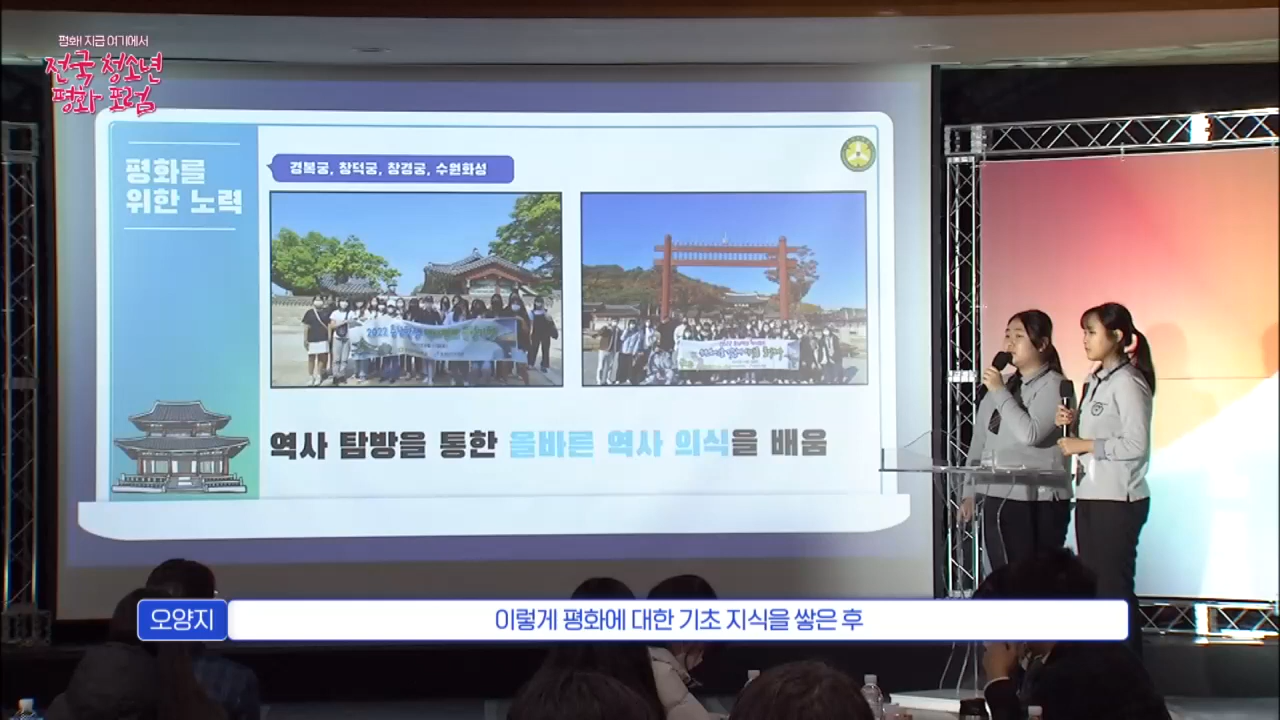 평화! 지금 여기에서
전국 청소년
평화 포럼
평화를
위한 노력
경복궁, 창덕궁, 창경궁, 수원화성
2022
역사 탐방을 통한 올바른 역사 의식을 배움
오양지
이렇게 평화에 대한 기초 지식을 쌓은 후